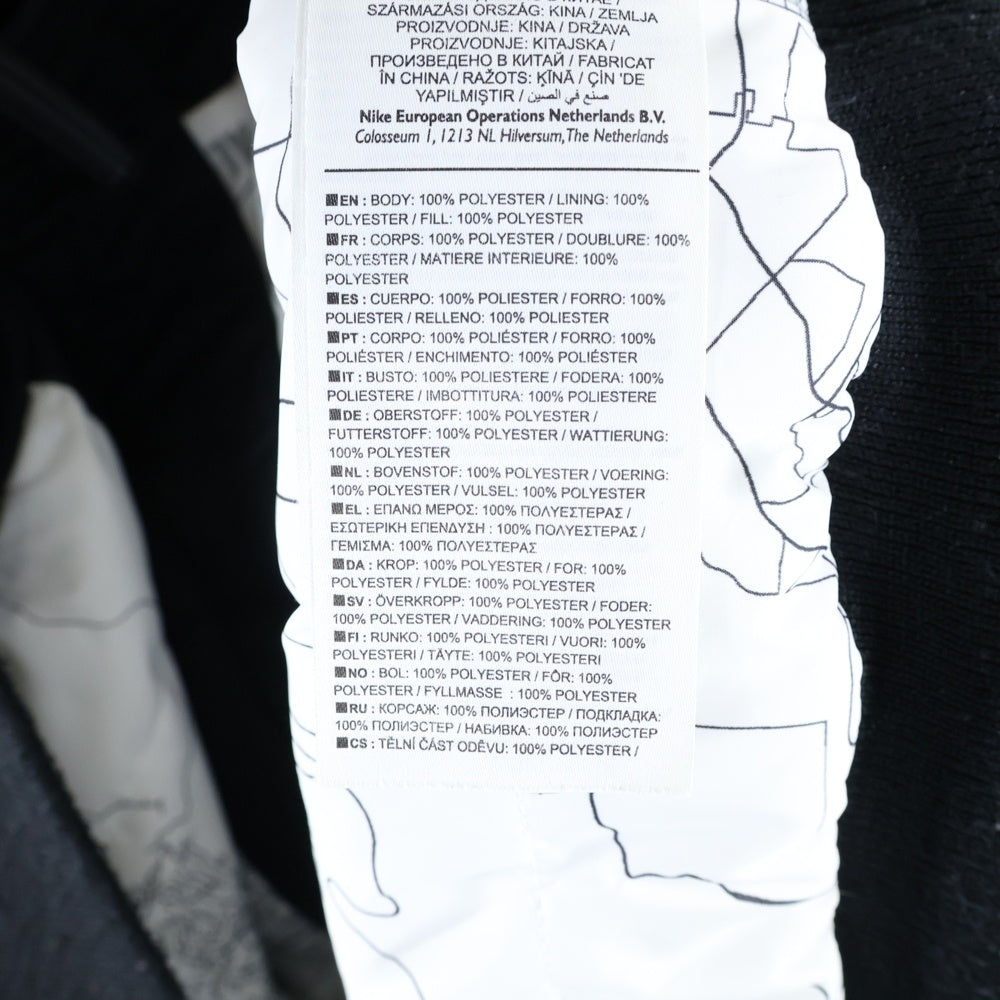 SZÁRMAZÁSI ORSZÁG: KINA / ZEMLJA
PROIZVODNJE: KINA / DRŽAVA
PROIZVODNJE: KITAJSKA /
ПРОИЗВЕДЕНО В КИТАЙ / FABRICAT
ÎN CHINA / RAŽOTS: ĶĪNĀ / ÇİN 'DE
YAPILMIŞTIR / صنع في الصين
Nike European Operations Netherlands B.V.
Colosseum 1, 1213 NL Hilversum, The Netherlands
EN : BODY: 100% POLYESTER / LINING: 100%
POLYESTER / FILL: 100% POLYESTER
FR : CORPS: 100% POLYESTER / DOUBLURE: 100%
POLYESTER / MATIERE INTERIEURE: 100%
POLYESTER
ES : CUERPO: 100% POLIESTER / FORRO: 100%
POLIESTER / RELLENO: 100% POLIESTER
PT : CORPO: 100% POLIÉSTER / FORRO: 100%
POLIÉSTER / ENCHIMENTO: 100% POLIÉSTER
IT : BUSTO: 100% POLIESTERE / FODERA: 100%
POLIESTERE / IMBOTTITURA: 100% POLIESTERE
DE : OBERSTOFF: 100% POLYESTER /
FUTTERSTOFF: 100% POLYESTER / WATTIERUNG:
100% POLYESTER
NL : BOVENSTOF: 100% POLYESTER / VOERING:
100% POLYESTER / VULSEL: 100% POLYESTER
EL : ΕΠΑΝΩ ΜΕΡΟΣ: 100% ΠΟΛΥΕΣΤΕΡΑΣ /
ΕΣΩΤΕΡΙΚΗ ΕΠΕΝΔΥΣΗ : 100% ΠΟΛΥΕΣΤΕΡΑΣ /
ΓΕΜΙΣΜΑ: 100% ΠΟΛΥΕΣΤΕΡΑΣ
DA : KROP: 100% POLYESTER / FOR: 100%
POLYESTER / FYLDE: 100% POLYESTER
SV : ÖVERKROPP: 100% POLYESTER / FODER:
100% POLYESTER / VADDERING: 100% POLYESTER
FI : RUNKO: 100% POLYESTERI / VUORI: 100%
POLYESTERI / TÄYTE: 100% POLYESTERI
NO : BOL: 100% POLYESTER / FÔR: 100%
POLYESTER / FYLLMASSE : 100% POLYESTER
RU : КОРСАЖ: 100% ПОЛИЭСТЕР / ПОДКЛАДКА:
100% ПОЛИЭСТЕР / НАБИВКА: 100% ПОЛИЭСТЕР
CS : TĚLNÍ ČÁST ODĚVU: 100% POLYESTER /